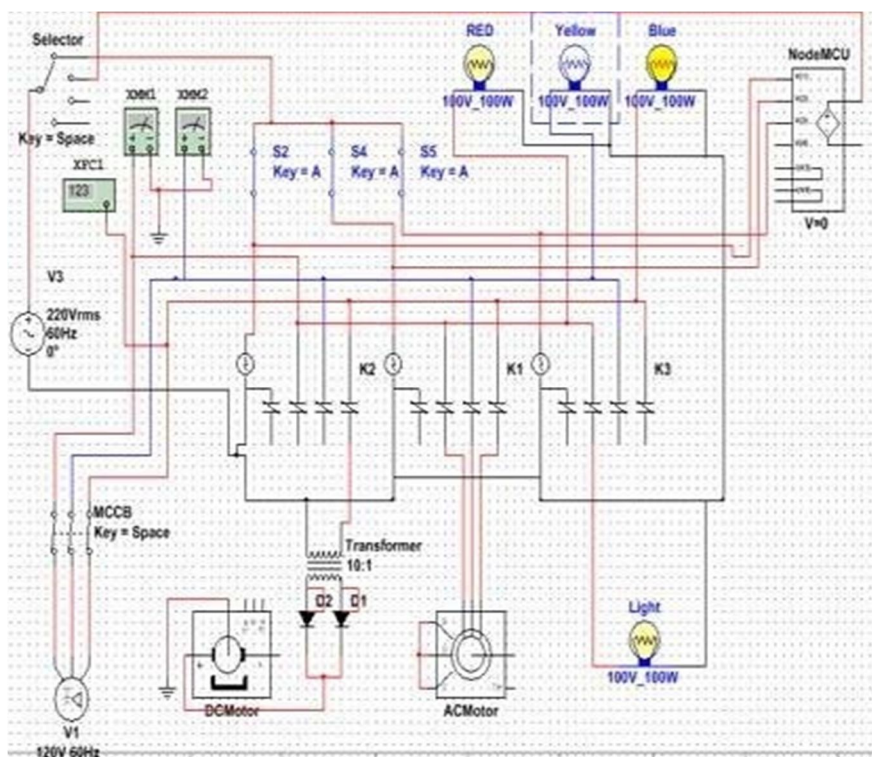 Selector
Key = Space
XMM1
XMM2
XFC1
123
RED
100V_100W
Yellow
100V_100W
Blue
100V_100W
NodeMCU
V=0
S2
Key = A
S4
Key = A
S5
Key = A
V3
220Vrms
60Hz
0°
K2
K1
K3
MCCB
Key = Space
Transformer
10:1
D2
D1
DCMotor
ACMotor
Light
100V_100W
V1
120V 60Hz